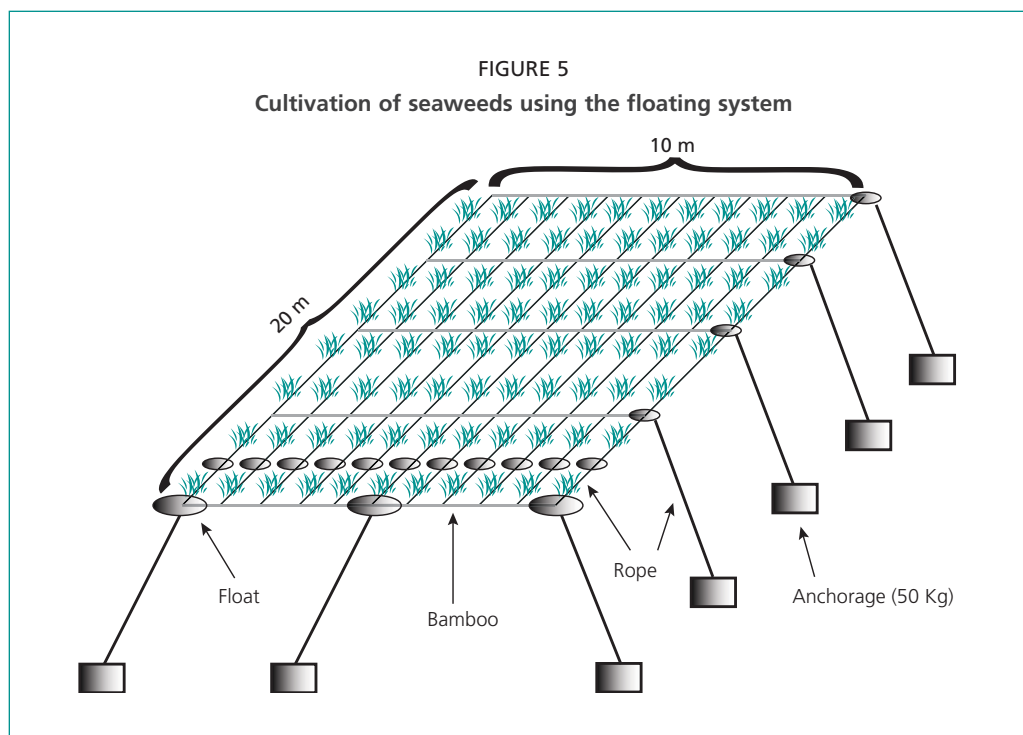 FIGURE 5
Cultivation of seaweeds using the floating system
10 m
20 m
Rope
Float
Anchorage (50 Kg)
Bamboo